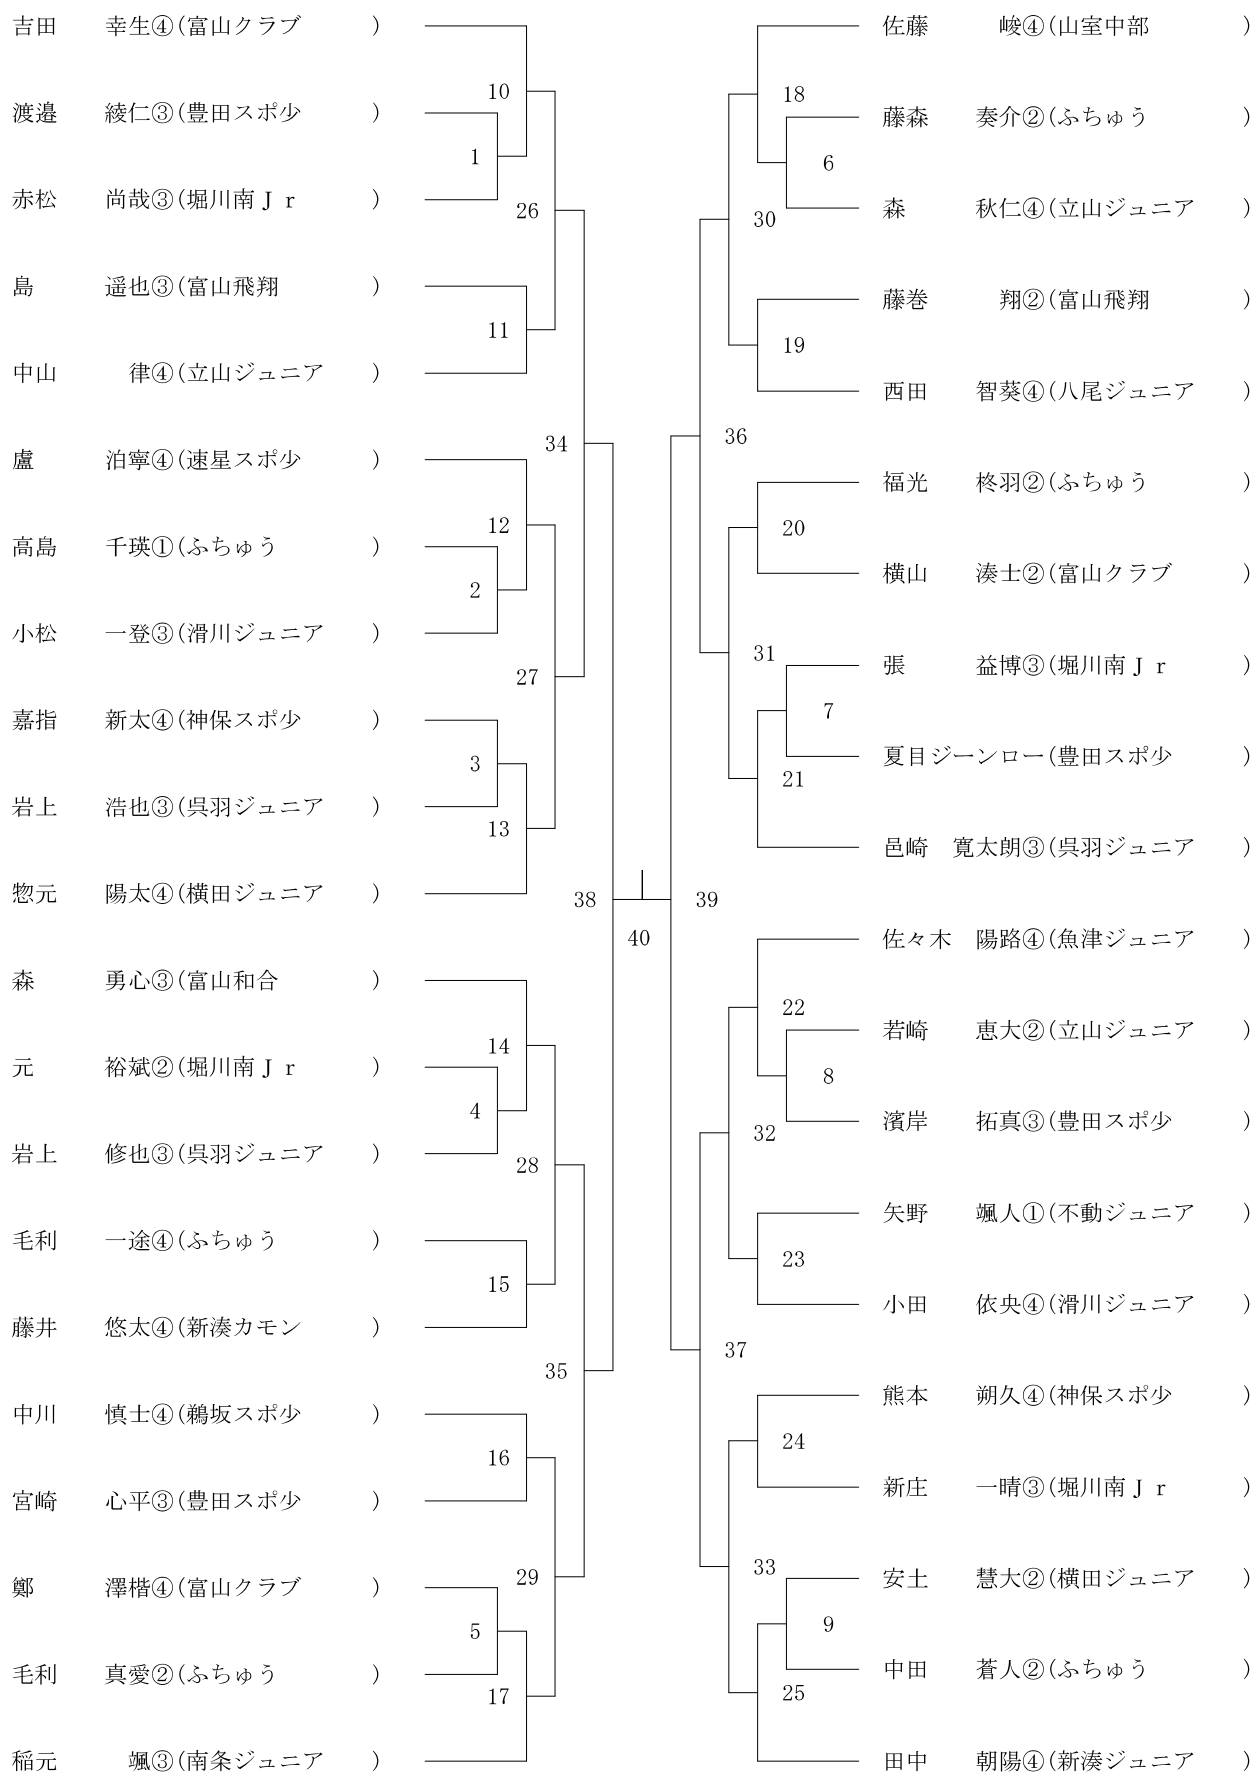 吉田 幸生④(富山クラブ )
10
渡邉 綾仁③(豊田スポ少 )
1
赤松 尚哉③(堀川南Jr )
26
島 遥也③(富山飛翔 )
11
中山 律④(立山ジュニア )
34
盧 泊寧④(速星スポ少 )
12
高島 千瑛①(ふちゅう )
2
小松 一登③(滑川ジュニア )
27
嘉指 新太④(神保スポ少 )
3
岩上 浩也③(呉羽ジュニア )
13
惣元 陽太④(横田ジュニア )
38
森 勇心③(富山和合 )
14
元 裕斌②(堀川南Jr )
4
岩上 修也③(呉羽ジュニア )
28
毛利 一途④(ふちゅう )
15
藤井 悠太④(新湊カモン )
35
中川 慎士④(鵜坂スポ少 )
16
宮崎 心平③(豊田スポ少 )
29
鄭 澤楷④(富山クラブ )
5
毛利 真愛②(ふちゅう )
17
稲元 颯③(南条ジュニア )
40
佐藤 峻④(山室中部 )
18
藤森 奏介②(ふちゅう )
6
森 秋仁④(立山ジュニア )
30
藤巻 翔②(富山飛翔 )
19
西田 智葵④(八尾ジュニア )
36
福光 柊羽②(ふちゅう )
20
横山 湊士②(富山クラブ )
31
張 益博③(堀川南Jr )
7
夏目ジーンロー(豊田スポ少 )
21
邑崎 寛太朗③(呉羽ジュニア )
39
佐々木 陽路④(魚津ジュニア )
22
若崎 恵大②(立山ジュニア )
8
濱岸 拓真③(豊田スポ少 )
32
矢野 颯人①(不動ジュニア )
23
小田 依央④(滑川ジュニア )
37
熊本 朔久④(神保スポ少 )
24
新庄 一晴③(堀川南Jr )
33
安土 慧大②(横田ジュニア )
9
中田 蒼人②(ふちゅう )
25
田中 朝陽④(新湊ジュニア )